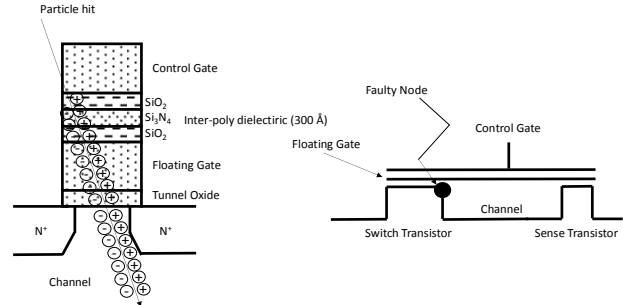 Particle hit
Control Gate
SiO2
Si3N4
SiO2
Inter-poly dielectiric (300 Å)
Floating Gate
Tunnel Oxide
N+
N+
Channel
Faulty Node
Control Gate
Floating Gate
Channel
Switch Transistor
Sense Transistor